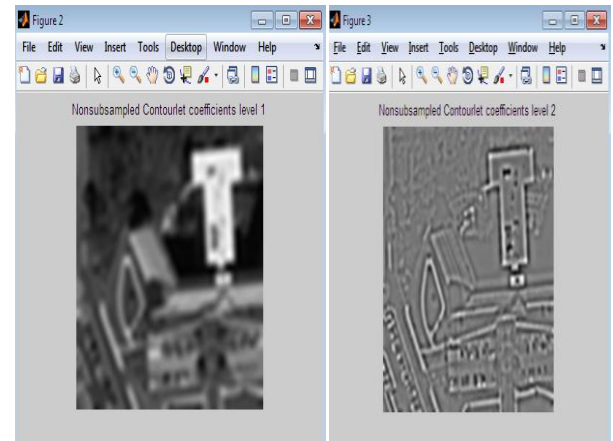 Figure 2
File Edit View Insert Tools Desktop Window Help
Nonsubsampled Contourlet coefficients level 1
Figure 3
File Edit View Insert Tools Desktop Window Help
Nonsubsampled Contourlet coefficients level 2